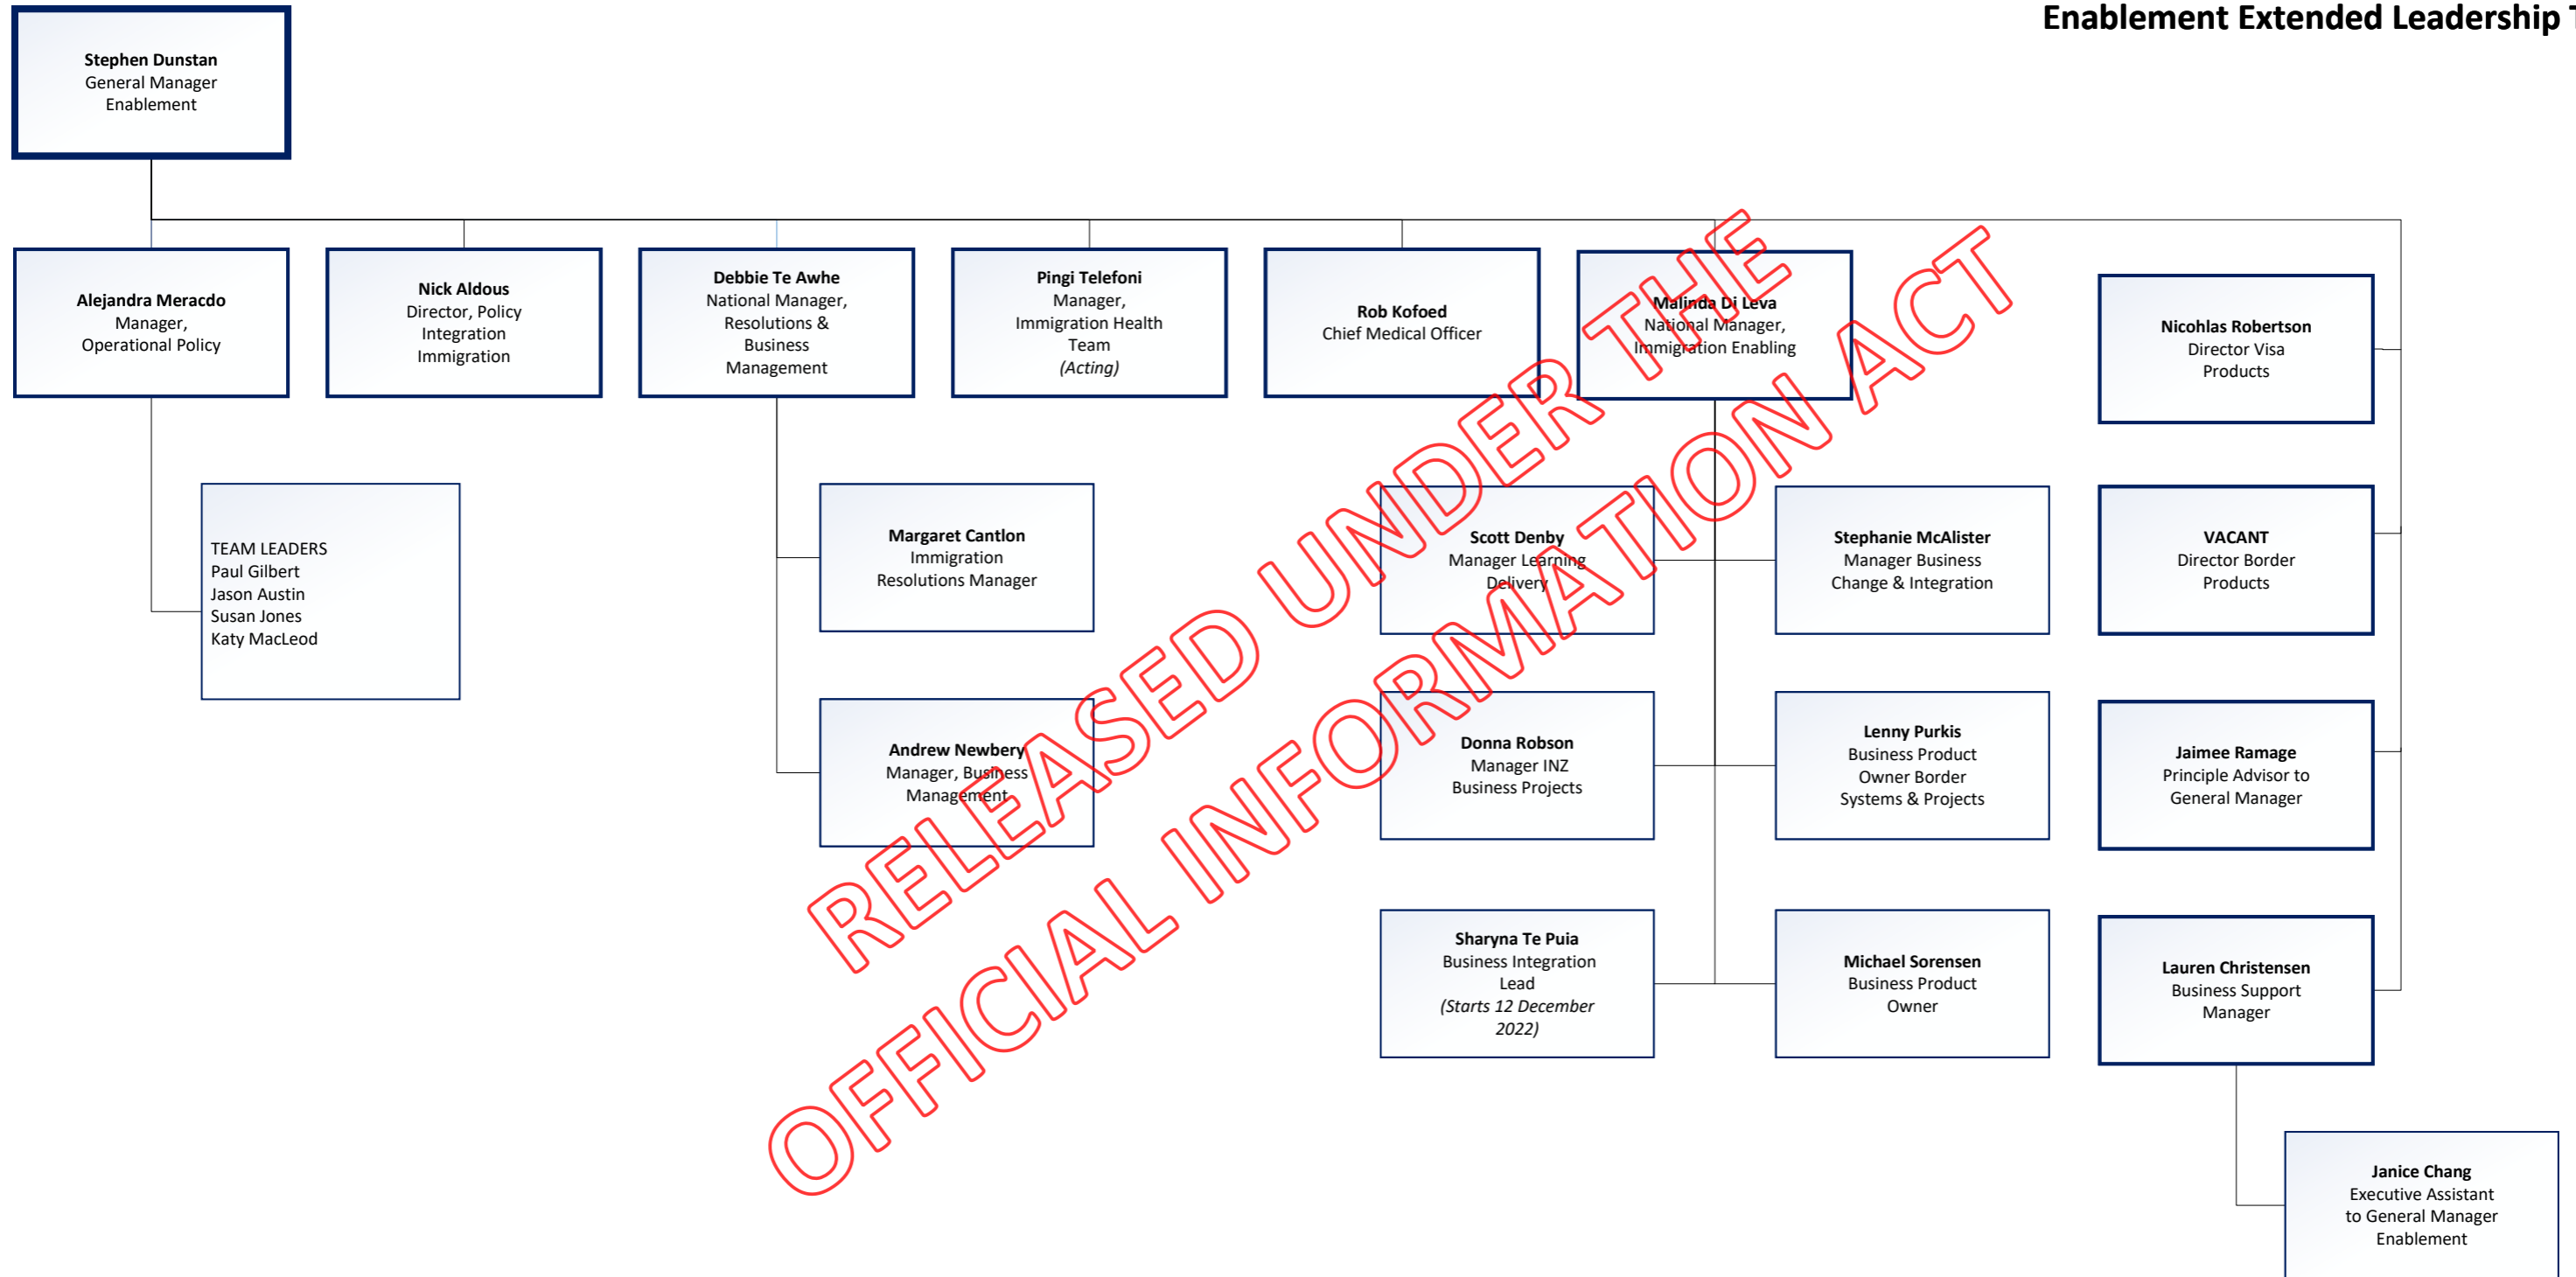 Enablement Extended Leadership T
Stephen Dunstan
General Manager
Enablement
Alejandra Meracdo
Manager,
Operational Policy
Nick Aldous
Director, Policy
Integration
Immigration
Debbie Te Awhe
National Manager,
Resolutions &
Business
Management
Pingi Telefoni
Manager,
Immigration Health
Team
(Acting)
Rob Kofoed
Chief Medical Officer
Malinda Di Leva
National Manager,
Immigration Enabling
Nicohlas Robertson
Director Visa
Products
TEAM LEADERS
Paul Gilbert
Jason Austin
Susan Jones
Katy MacLeod
Margaret Cantlon
Immigration
Resolutions Manager
Scott Denby
Manager Learning
Delivery
Stephanie McAlister
Manager Business
Change & Integration
VACANT
Director Border
Products
Andrew Newbery
Manager, Business
Management
Donna Robson
Manager INZ
Business Projects
Lenny Purkis
Business Product
Owner Border
Systems & Projects
Jaimee Ramage
Principle Advisor to
General Manager
Sharyna Te Puia
Business Integration
Lead
(Starts 12 December
2022)
Michael Sorensen
Business Product
Owner
Lauren Christensen
Business Support
Manager
Janice Chang
Executive Assistant
to General Manager
Enablement
RELEASED UNDER THE
OFFICIAL INFORMATION ACT